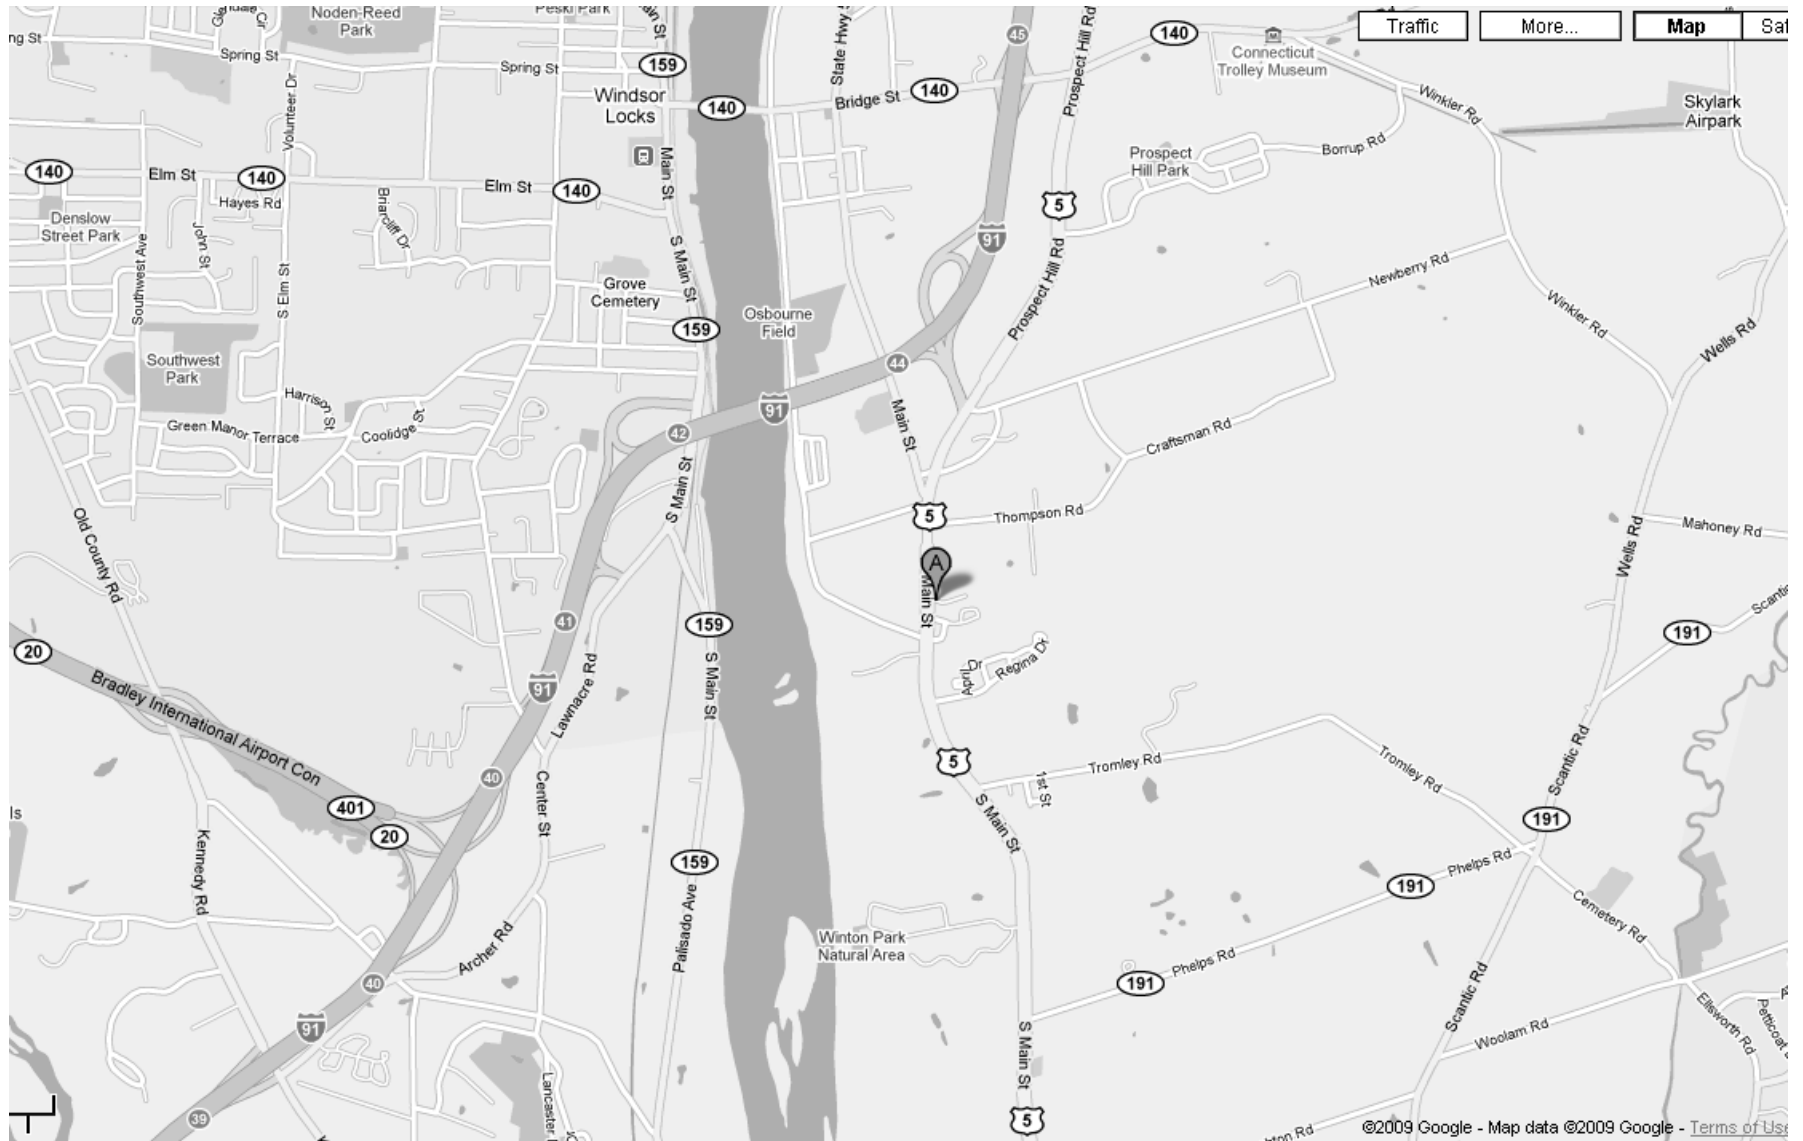 Noden-Reed
Park
Peski Park
Spring St
Spring St
159
Windsor
Locks
140
Bridge St
140
State Hwy
45
Prospect Hill Rd
140
Connecticut
Trolley Museum
Traffic
More...
Map
Winkler Rd
Skylark
Airpark
Volunteer Dr
140
Elm St
140
Hayes Rd
Elm St
140
Main St
Denslow
Street Park
John St
Briarcliff Dr
Southwest Ave
S Elm St
S Main St
Grove
Cemetery
159
Prospect
Hill Park
Borrup Rd
5
91
Prospect Hill Rd
Newberry Rd
Winkler Rd
Wells Rd
Osbourne
Field
44
91
42
Southwest
Park
Harrison St
Green Manor Terrace
Coolidge St
Main St
Craftsman Rd
S Main St
5
Thompson Rd
Mahoney Rd
Wells Rd
Old County Rd
A
Main St
41
159
191
20
Bradley International Airport Con
91
Lawnacre Rd
S Main St
April Dr
Regina Dr
5
Tromley Rd
1st St
Tromley Rd
Scantic Rd
40
401
20
Center St
S Main St
191
Kennedy Rd
159
Phelps Rd
191
Cemetery Rd
Palisado Ave
Archer Rd
Winton Park
Natural Area
Phelps Rd
191
40
91
Scantic Rd
Woolam Rd
Ellsworth Rd
S Main St
39
Lancaster
5
©2009 Google - Map data ©2009 Google - Terms of Use